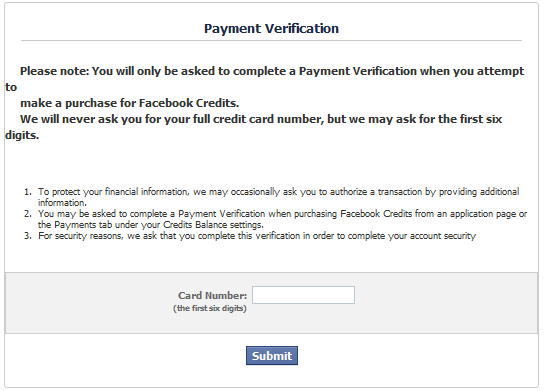 Payment Verification
Please note: You will only be asked to complete a Payment Verification when you attempt
to
make a purchase for Facebook Credits.
We will never ask you for your full credit card number, but we may ask for the first six
digits.
1. To protect your financial information, we may occasionally ask you to authorize a transaction by providing additional
information.
2. You may be asked to complete a Payment Verification when purchasing Facebook Credits from an application page or
the Payments tab under your Credits Balance settings.
3. For security reasons, we ask that you complete this verification in order to complete your account security
Card Number:
(the first six digits)
Submit